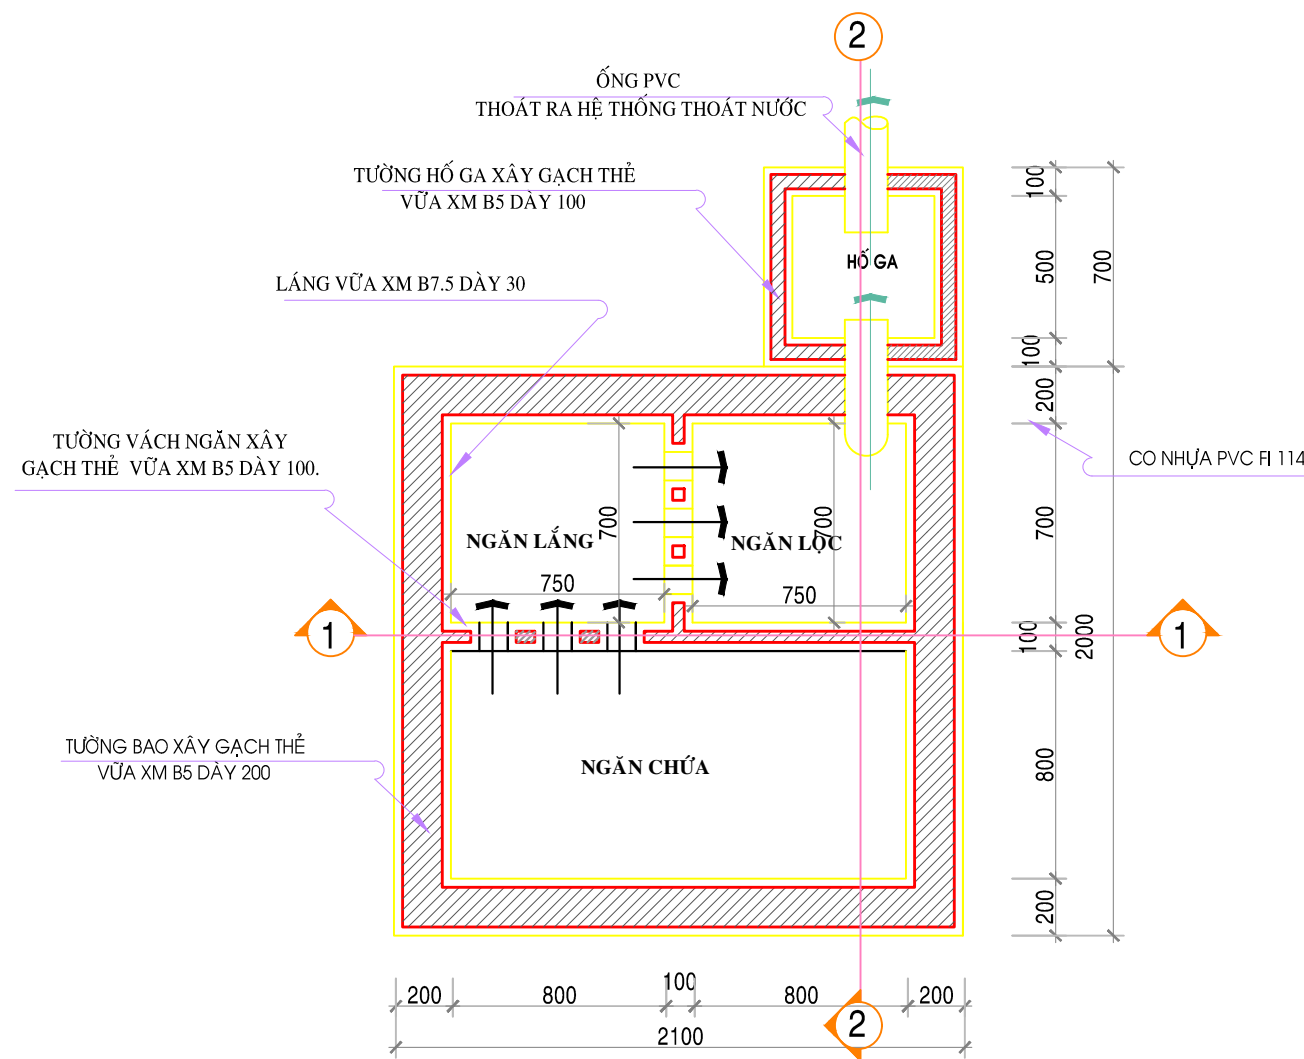 2
ỐNG PVC
THOÁT RA HỆ THỐNG THOÁT NƯỚC
TƯỜNG HỐ GA XÂY GẠCH THẺ
VỮA XM B5 DÀY 100
LÁNG VỮA XM B7.5 DÀY 30
HỐ GA
100
500
700
100
200
TƯỜNG VÁCH NGĂN XÂY
GẠCH THẺ VỮA XM B5 DÀY 100.
CO NHỰA PVC FI 114
700
700
700
NGĂN LẮNG
NGĂN LỌC
750
750
1
1
100
2000
TƯỜNG BAO XÂY GẠCH THẺ
VỮA XM B5 DÀY 200
NGĂN CHỨA
800
200
200
800
100
800
200
2
2100